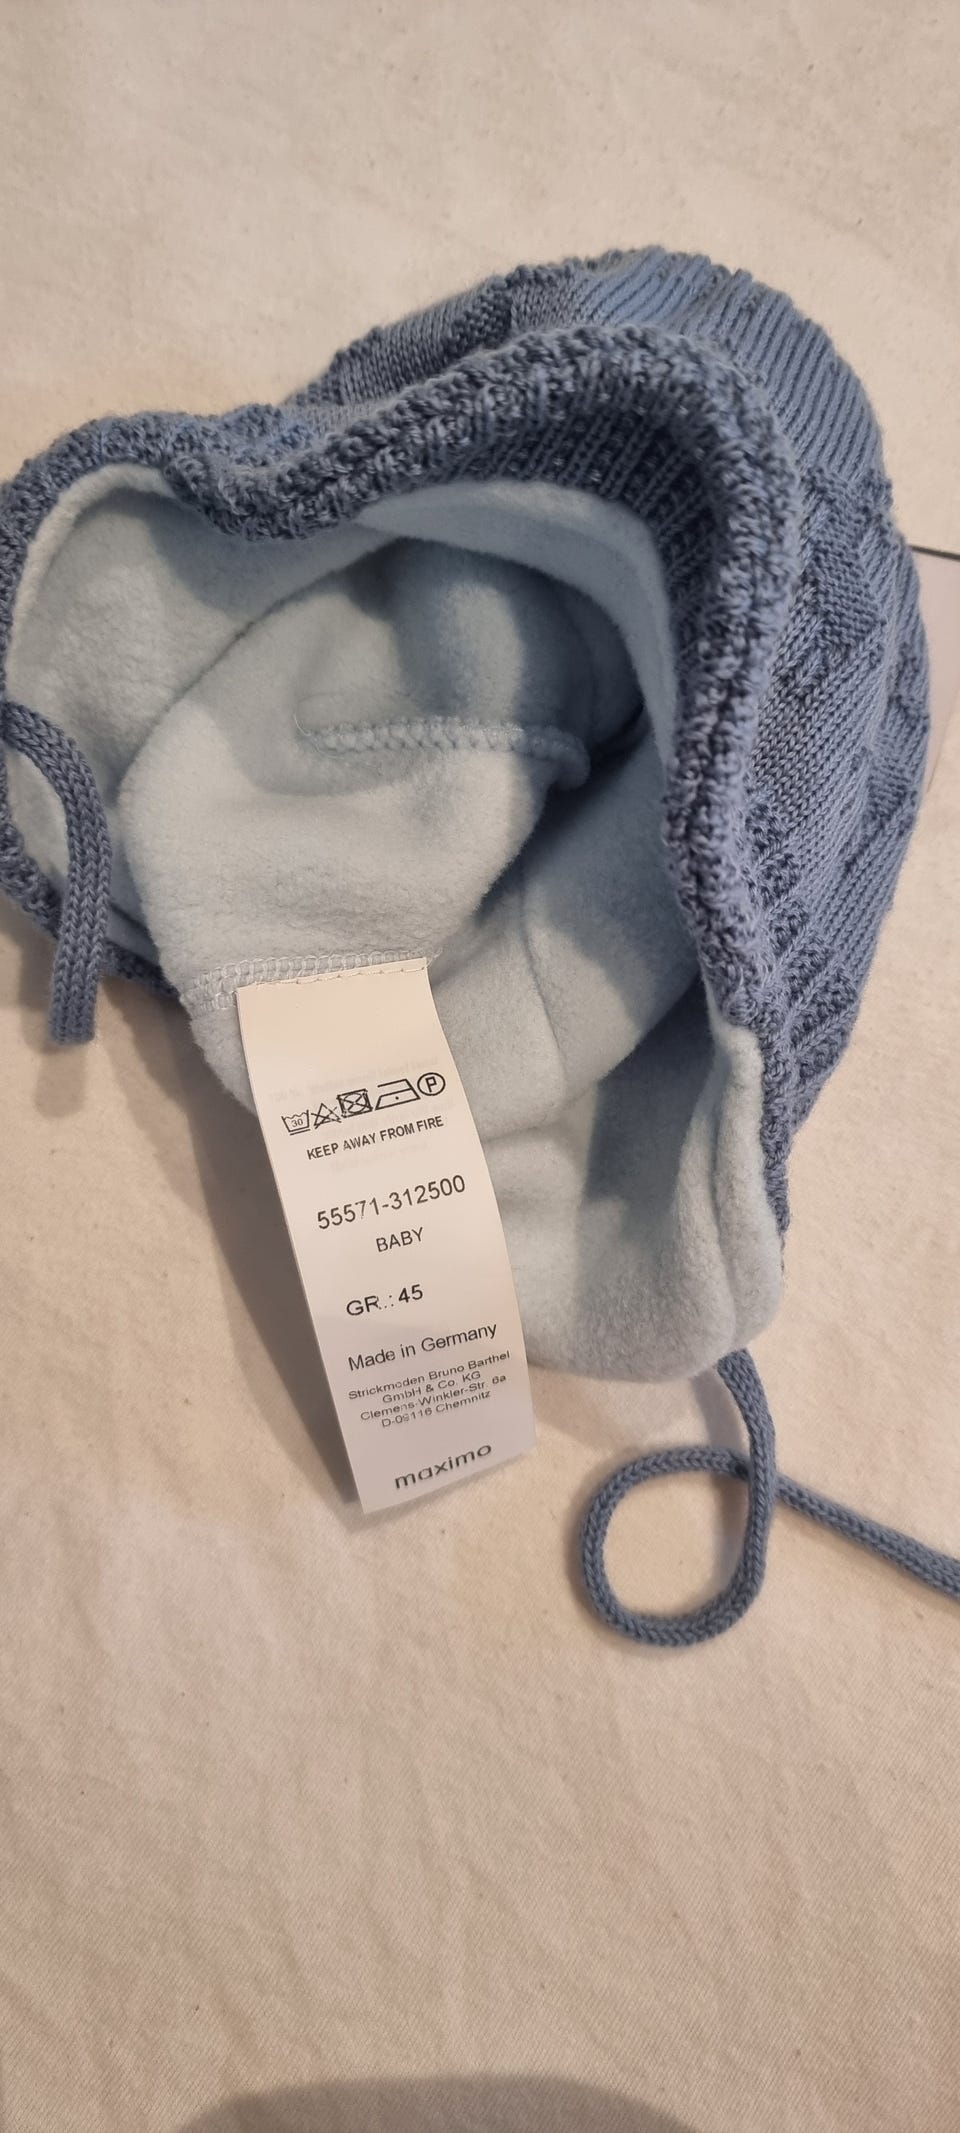 30 P
KEEP AWAY FROM FIRE
55571-312500
BABY
GR.: 45
Made in Germany
Strickmoden Bruno Barthel
GmbH & Co. KG
Clemens-Winkler-Str. 6a
D-09116 Chemnitz
maximo